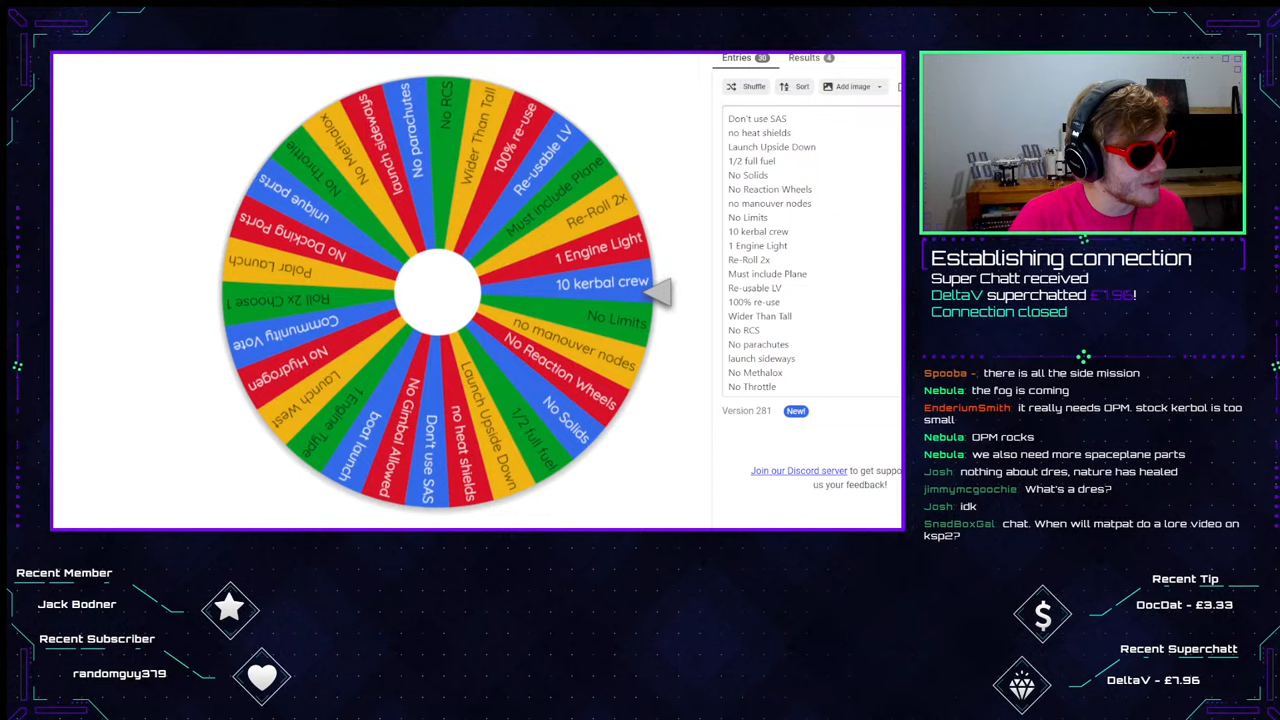 Entries 30
Results 4
Shuffle
Sort
Add image
Don't use SAS
no heat shields
Launch Upside Down
1/2 full fuel
No Solids
No Reaction Wheels
no manouver nodes
No Limits
10 kerbal crew
1 Engine Light
Re-Roll 2x
Must include Plane
Re-usable LV
100% re-use
Wider Than Tall
No RCS
No parachutes
launch sideways
No Methalox
No Throttle
Version 281
New!
Join our Discord server to get suppo
us your feedback!
No RCS
Wider Than Tall
100% re-use
Re-usable LV
Must include Plane
Re-Roll 2x
1 Engine Light
10 kerbal crew
No Limits
no manouver nodes
No Reaction Wheels
No Solids
1/2 full fuel
Launch Upside Down
no heat shields
Don't use SAS
No Gimbal Allowed
boat launch
1 Engine Type
Launch West
No Hydrogen
Community Vote
Roll 2x Choose 1
Polar Launch
No Docking Ports
unique parts
No Throttle
No Methalox
launch sideways
No parachutes
Establishing connection
Super Chatt received
DeltaV superchatted £7.96!
Connection closed
Spooba -. there is all the side mission
Nebula: the fog is coming
EnderiumSmith: it really needs OPM. stock kerbol is too
small
Nebula: OPM rocks
Nebula: we also need more spaceplane parts
Josh: nothing about dres, nature has healed
jimmymcgoochie: What's a dres?
Josh: idk
SnadBoxGal chat. When will matpat do a lore video on
ksp2?
Recent Member
Jack Bodner
Recent Subscriber
randomguy379
Recent Tip
DocDat - £3.33
Recent Superchatt
DeltaV - £7.96